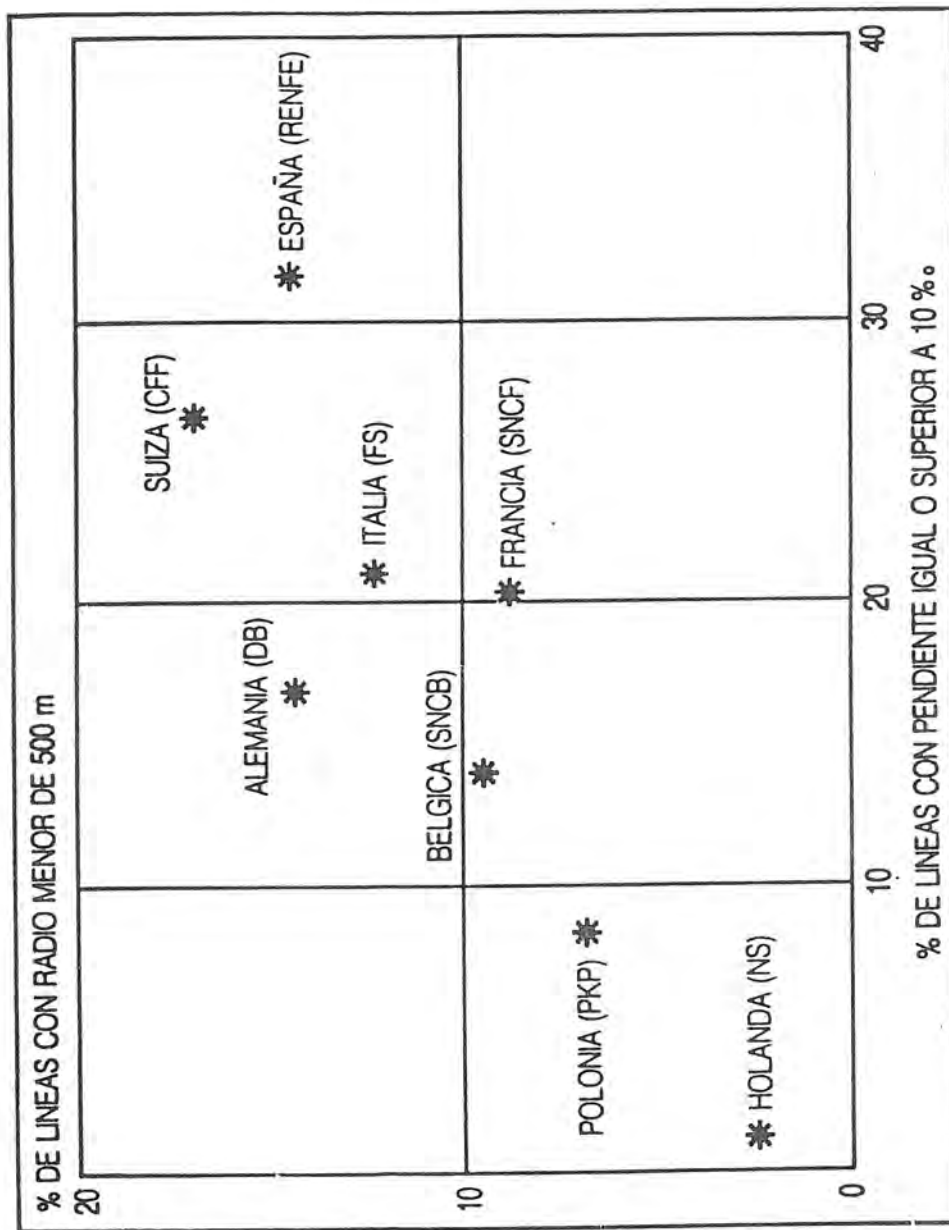 % DE LINEAS CON RADIO MENOR DE 500 m
20
SUIZA (CFF)
ESPAÑA (RENFE)
ALEMANIA (DB)
ITALIA (FS)
10
BELGICA (SNCB)
FRANCIA (SNCF)
POLONIA (PKP)
HOLANDA (NS)
0
10
20
30
40
% DE LINEAS CON PENDIENTE IGUAL O SUPERIOR A 10 ‰